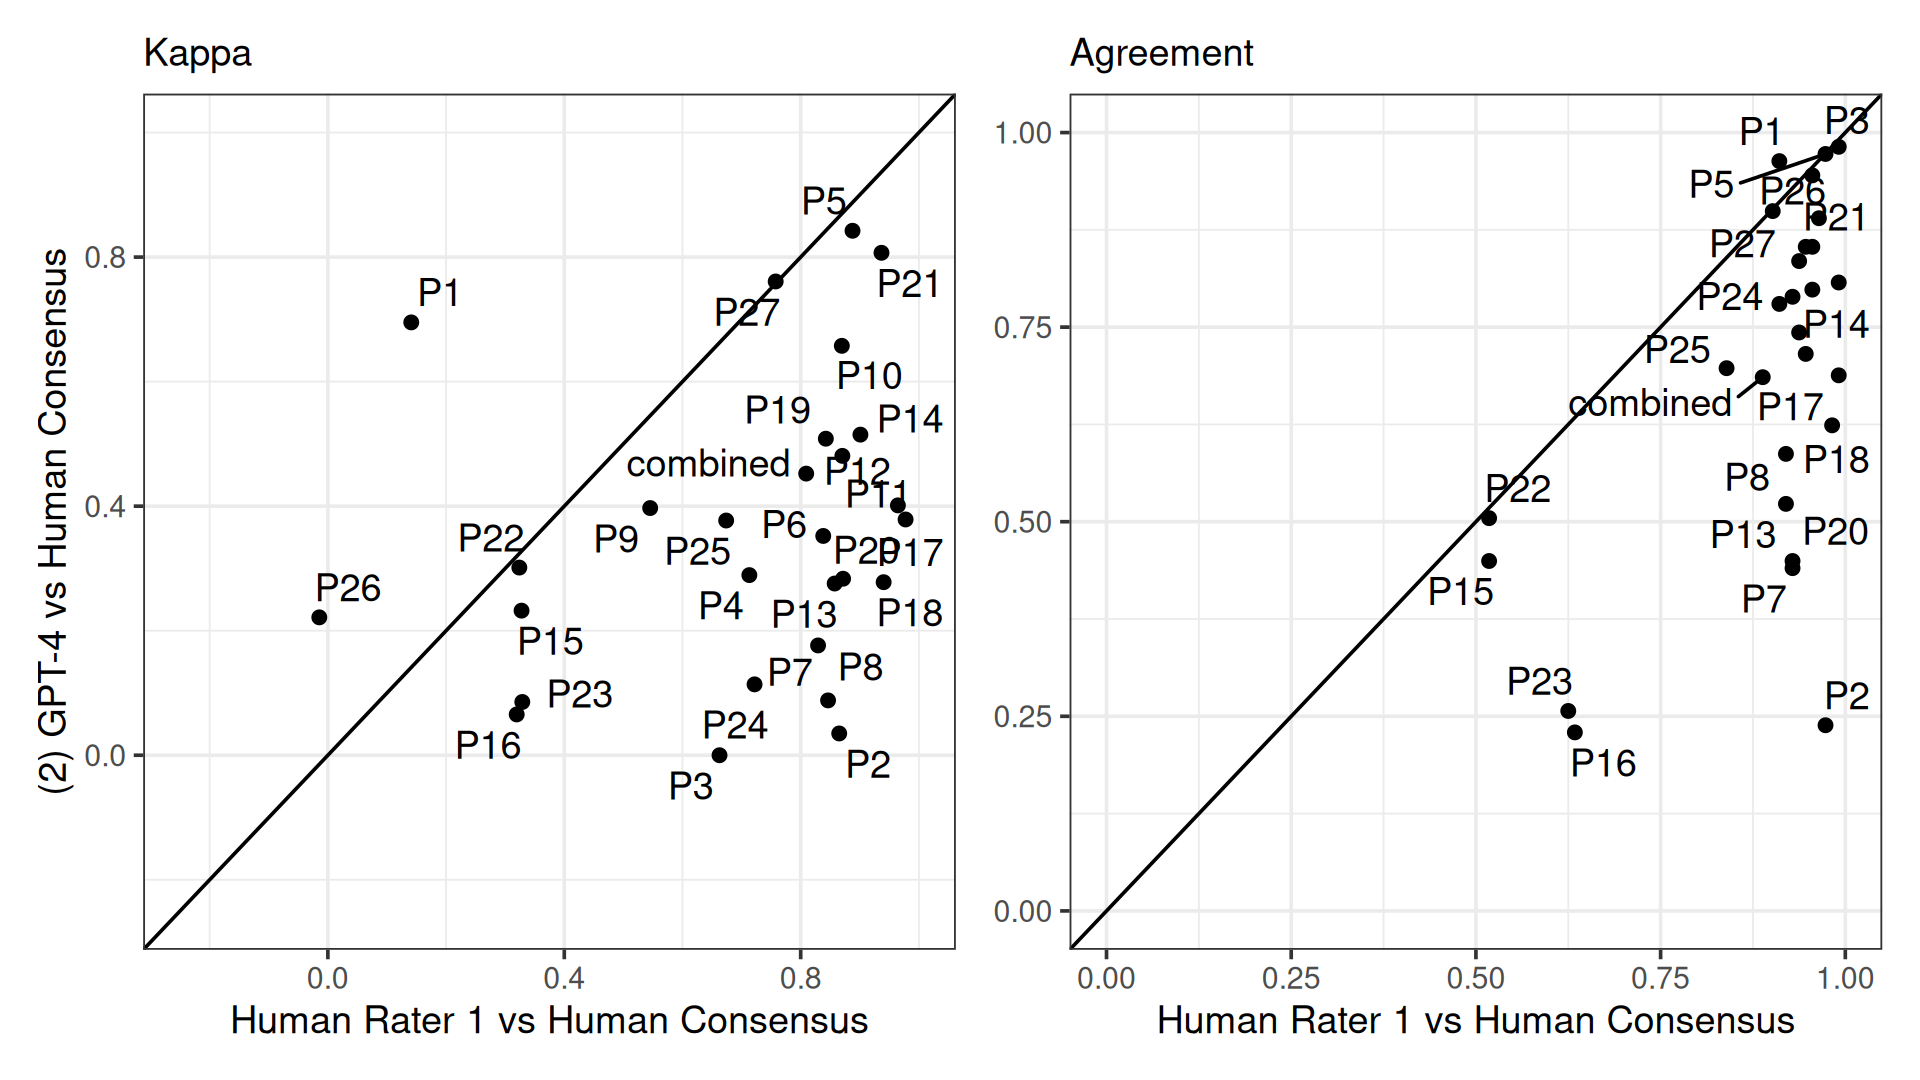 Kappa
Agreement
(2) GPT-4 vs Human Consensus
0.8
0.4
0.0
P5
P21
P1
P27
P10
P19
P14
combined
P12
P11
P9
P25
P6
P20
P17
P22
P26
P4
P13
P18
P15
P7
P8
P23
P24
P16
P2
P3
0.0
0.4
0.8
Human Rater 1 vs Human Consensus
1.00
0.75
0.50
0.25
0.00
P3
P1
P5
P26
P21
P27
P24
P14
P25
combined
P17
P18
P8
P22
P13
P20
P15
P7
P23
P2
P16
0.00
0.25
0.50
0.75
1.00
Human Rater 1 vs Human Consensus